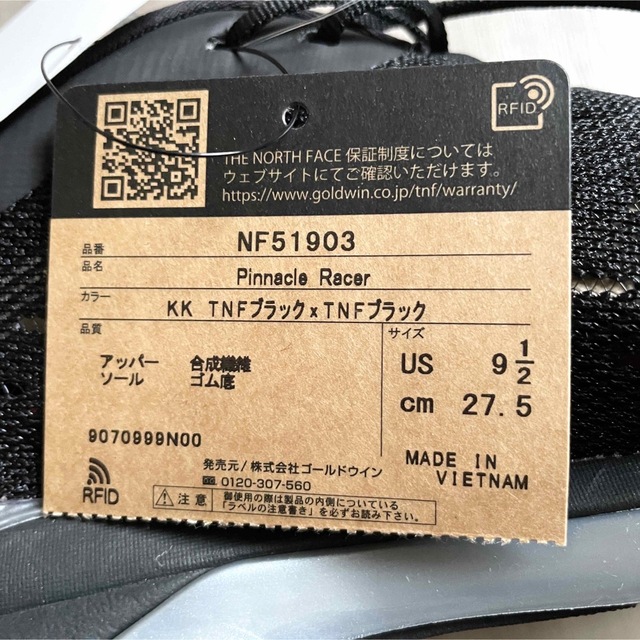 RFID
THE NORTH FACE 保証制度については
ウェブサイトにてご確認いただけます。
https://www.goldwin.co.jp/tnf/warranty/
品番 NF51903
品名 Pinnacle Racer
カラー KK TNFブラックxTNFブラック
品質
アッパー 合成繊維
ソール ゴム底
サイズ
US 9 1/2
cm 27.5
9070999N00
MADE IN
VIETNAM
RFID
発売元/株式会社ゴールドウイン
0120-307-560
注意 御使用の際は製品の内側についている
「ラベルの注意書き」を必ずお読み下さい。